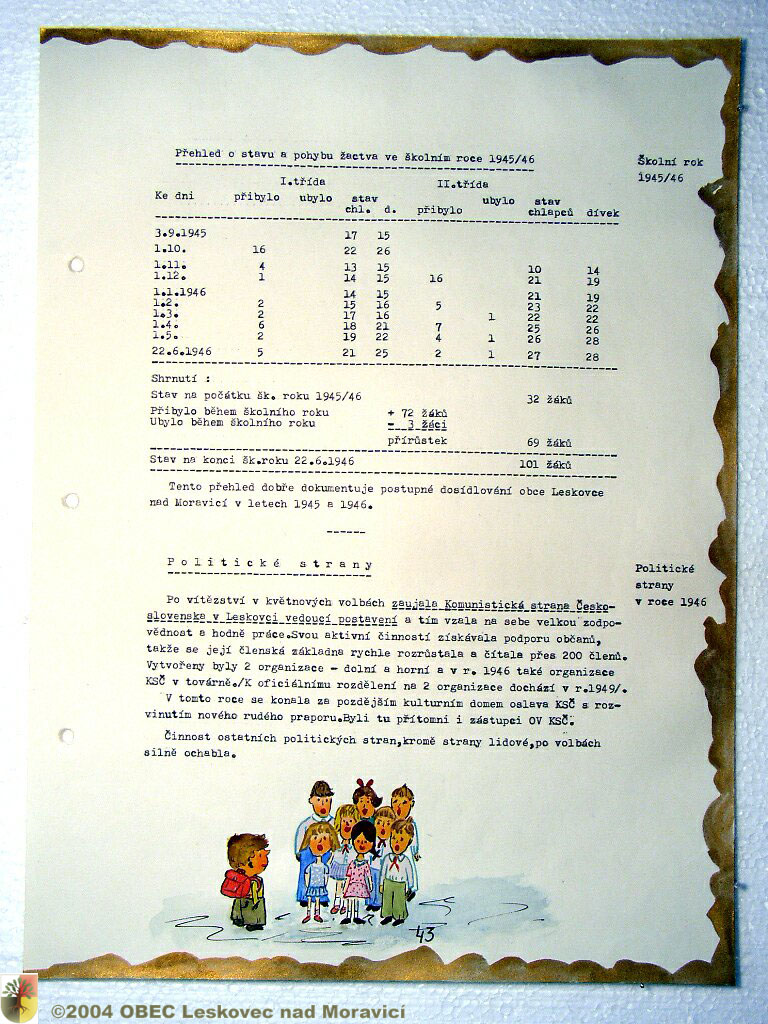 Přehled o stavu a pohybu žactva ve školním roce 1945/46
Školní rok
1945/46
I.třída II.třída
Ke dni přibylo ubylo stav přibylo ubylo stav
chl. d. chlapců dívek
3.9.1945 17 15
1.10. 16 22 26
1.11. 4 13 15 10 14
1.12. 1 14 15 16 21 19
1.1.1946 14 15 21 19
1.2. 2 15 16 5 23 22
1.3. 2 17 16 1 22 22
1.4. 6 18 21 7 25 26
1.5. 2 19 22 4 1 26 28
22.6.1946 5 21 25 2 1 27 28
Shrnutí :
Stav na počátku šk. roku 1945/46 32 žáků
Přibylo během školního roku + 72 žáků
Ubylo během školního roku - 3 žáci
přírůstek 69 žáků
Stav na konci šk.roku 22.6.1946 101 žáků
Tento přehled dobře dokumentuje postupné dosídlování obce Leskovec
nad Moravicí v letech 1945 a 1946.
------
Politické strany
Politické
strany
v roce 1946
Po vítězství v květnových volbách zaujala Komunistická strana Česko-
slovenska v Leskovci vedoucí postavení a tím vzala na sebe velkou zodpo-
vědnost a hodně práce.Svou aktivní činností získávala podporu občanů,
takže se její členská základna rychle rozrůstala a čítala přes 200 členů.
Vytvořeny byly 2 organizace - dolní a horní a v r. 1946 také organizace
KSČ v továrně./K oficiálnímu rozdělení na 2 organizace dochází v r.1949/.
V tomto roce se konala za pozdějším kulturním domem oslava KSČ s roz-
vinutím nového rudého praporu.Byli tu přítomni i zástupci OV KSČ.
Činnost ostatních politických stran,kromě strany lidové,po volbách
silně ochabla.
43
©2004 OBEC Leskovec nad Moravicí